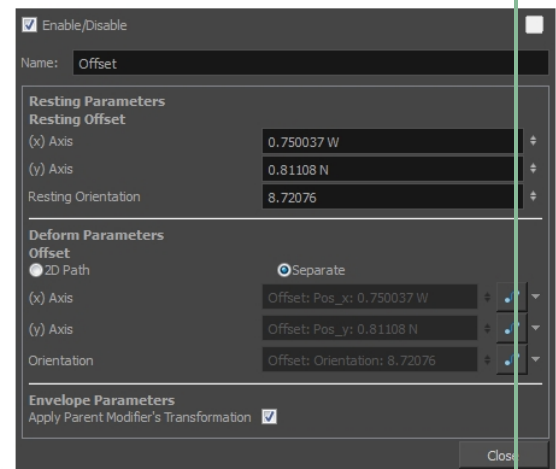 Enable/Disable
Name: Offset
Resting Parameters
Resting Offset
(x) Axis 0.750037 W
(y) Axis 0.81108 N
Resting Orientation 8.72076
Deform Parameters
Offset
2D Path Separate
(x) Axis Offset: Pos_x: 0.750037 W
(y) Axis Offset: Pos_y: 0.81108 N
Orientation Offset: Orientation: 8.72076
Envelope Parameters
Apply Parent Modifier's Transformation
Close